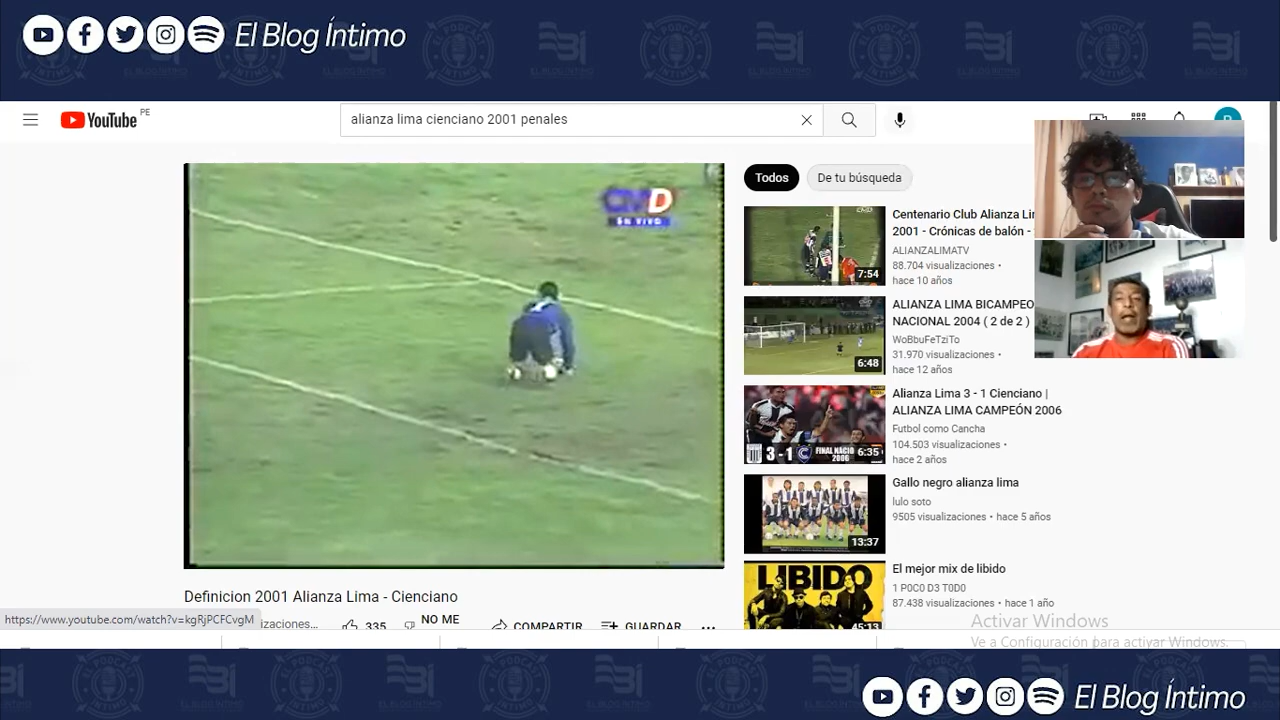 El Blog Íntimo
YouTube PE
alianza lima cienciano 2001 penales
CMD
EN VIVO
Todos
De tu búsqueda
Centenario Club Alianza Li
2001 - Crónicas de balón -
ALIANZALIMATV
88.704 visualizaciones •
hace 10 años
7:54
ALIANZA LIMA BICAMPEO
NACIONAL 2004 ( 2 de 2 )
WoBbuFeTziTo
31.970 visualizaciones •
hace 12 años
6:48
Alianza Lima 3 - 1 Cienciano |
ALIANZA LIMA CAMPEÓN 2006
Futbol como Cancha
104.503 visualizaciones •
hace 2 años
3-1
FINAL NACIO
2006
6:35
Gallo negro alianza lima
lulo soto
9505 visualizaciones • hace 5 años
13:37
El mejor mix de libido
1 P0C0 D3 T0D0
87.438 visualizaciones • hace 1 año
LIBIDO
45:13
Definicion 2001 Alianza Lima - Cienciano
https://www.youtube.com/watch?v=kgRjPCFCvgM
izaciones...
335
NO ME
COMPARTIR
GUARDAR
Activar Windows
Ve a Configuración para activar Windows.
El Blog Íntimo